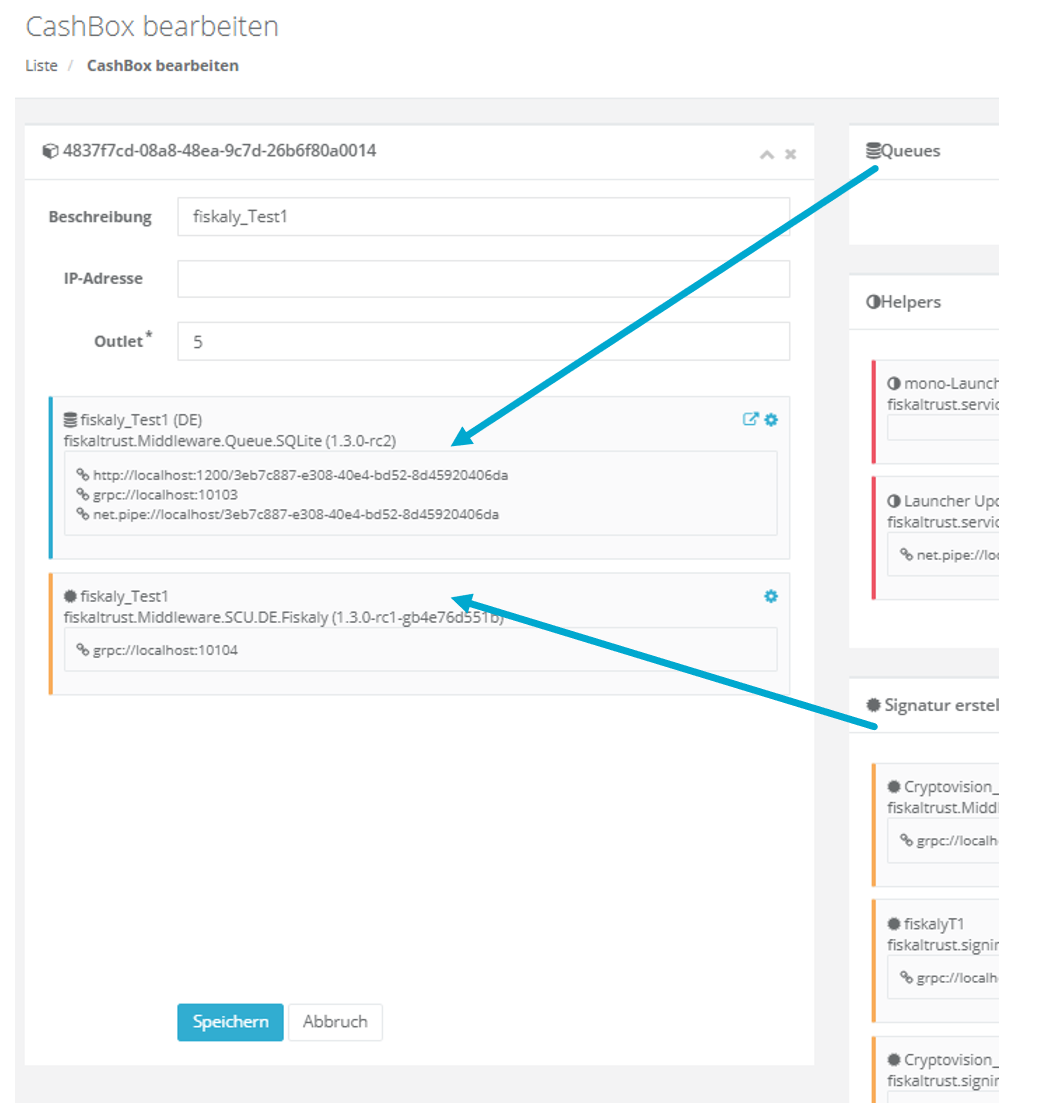 CashBox bearbeiten
Liste / CashBox bearbeiten
4837f7cd-08a8-48ea-9c7d-26b6f80a0014
Beschreibung fiskaly_Test1
IP-Adresse
Outlet* 5
fiskaly_Test1 (DE)
fiskaltrust.Middleware.Queue.SQLite (1.3.0-rc2)
http://localhost:1200/3eb7c887-e308-40e4-bd52-8d45920406da
grpc://localhost:10103
net.pipe://localhost/3eb7c887-e308-40e4-bd52-8d45920406da
fiskaly_Test1
fiskaltrust.Middleware.SCU.DE.Fiskaly (1.3.0-rc1-gb4e76d551b)
grpc://localhost:10104
Speichern Abbruch
Queues
Helpers
mono-Launch
fiskaltrust.servic
Launcher Upd
fiskaltrust.servic
net.pipe://loc
Signatur erstel
Cryptovision_
fiskaltrust.Middl
grpc://localh
fiskalyT1
fiskaltrust.signin
grpc://localh
Cryptovision_
fiskaltrust.signin